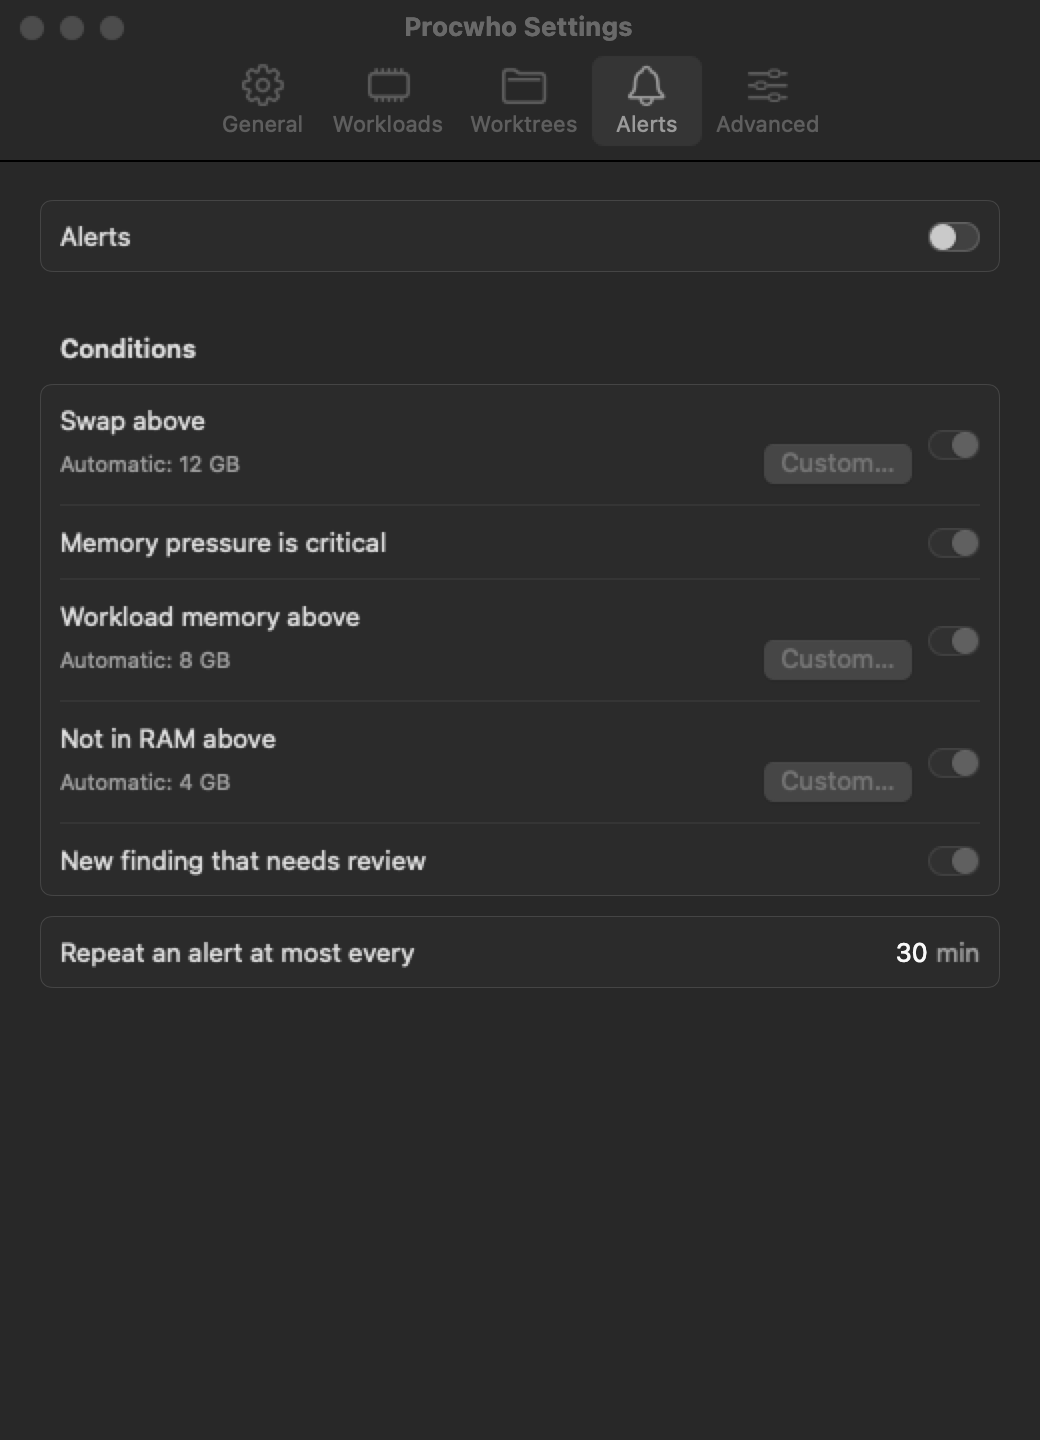 Procwho Settings
General
Workloads
Worktrees
Alerts
Advanced
Alerts
Conditions
Swap above
Automatic: 12 GB
Custom...
Memory pressure is critical
Workload memory above
Automatic: 8 GB
Custom...
Not in RAM above
Automatic: 4 GB
Custom...
New finding that needs review
Repeat an alert at most every
30 min